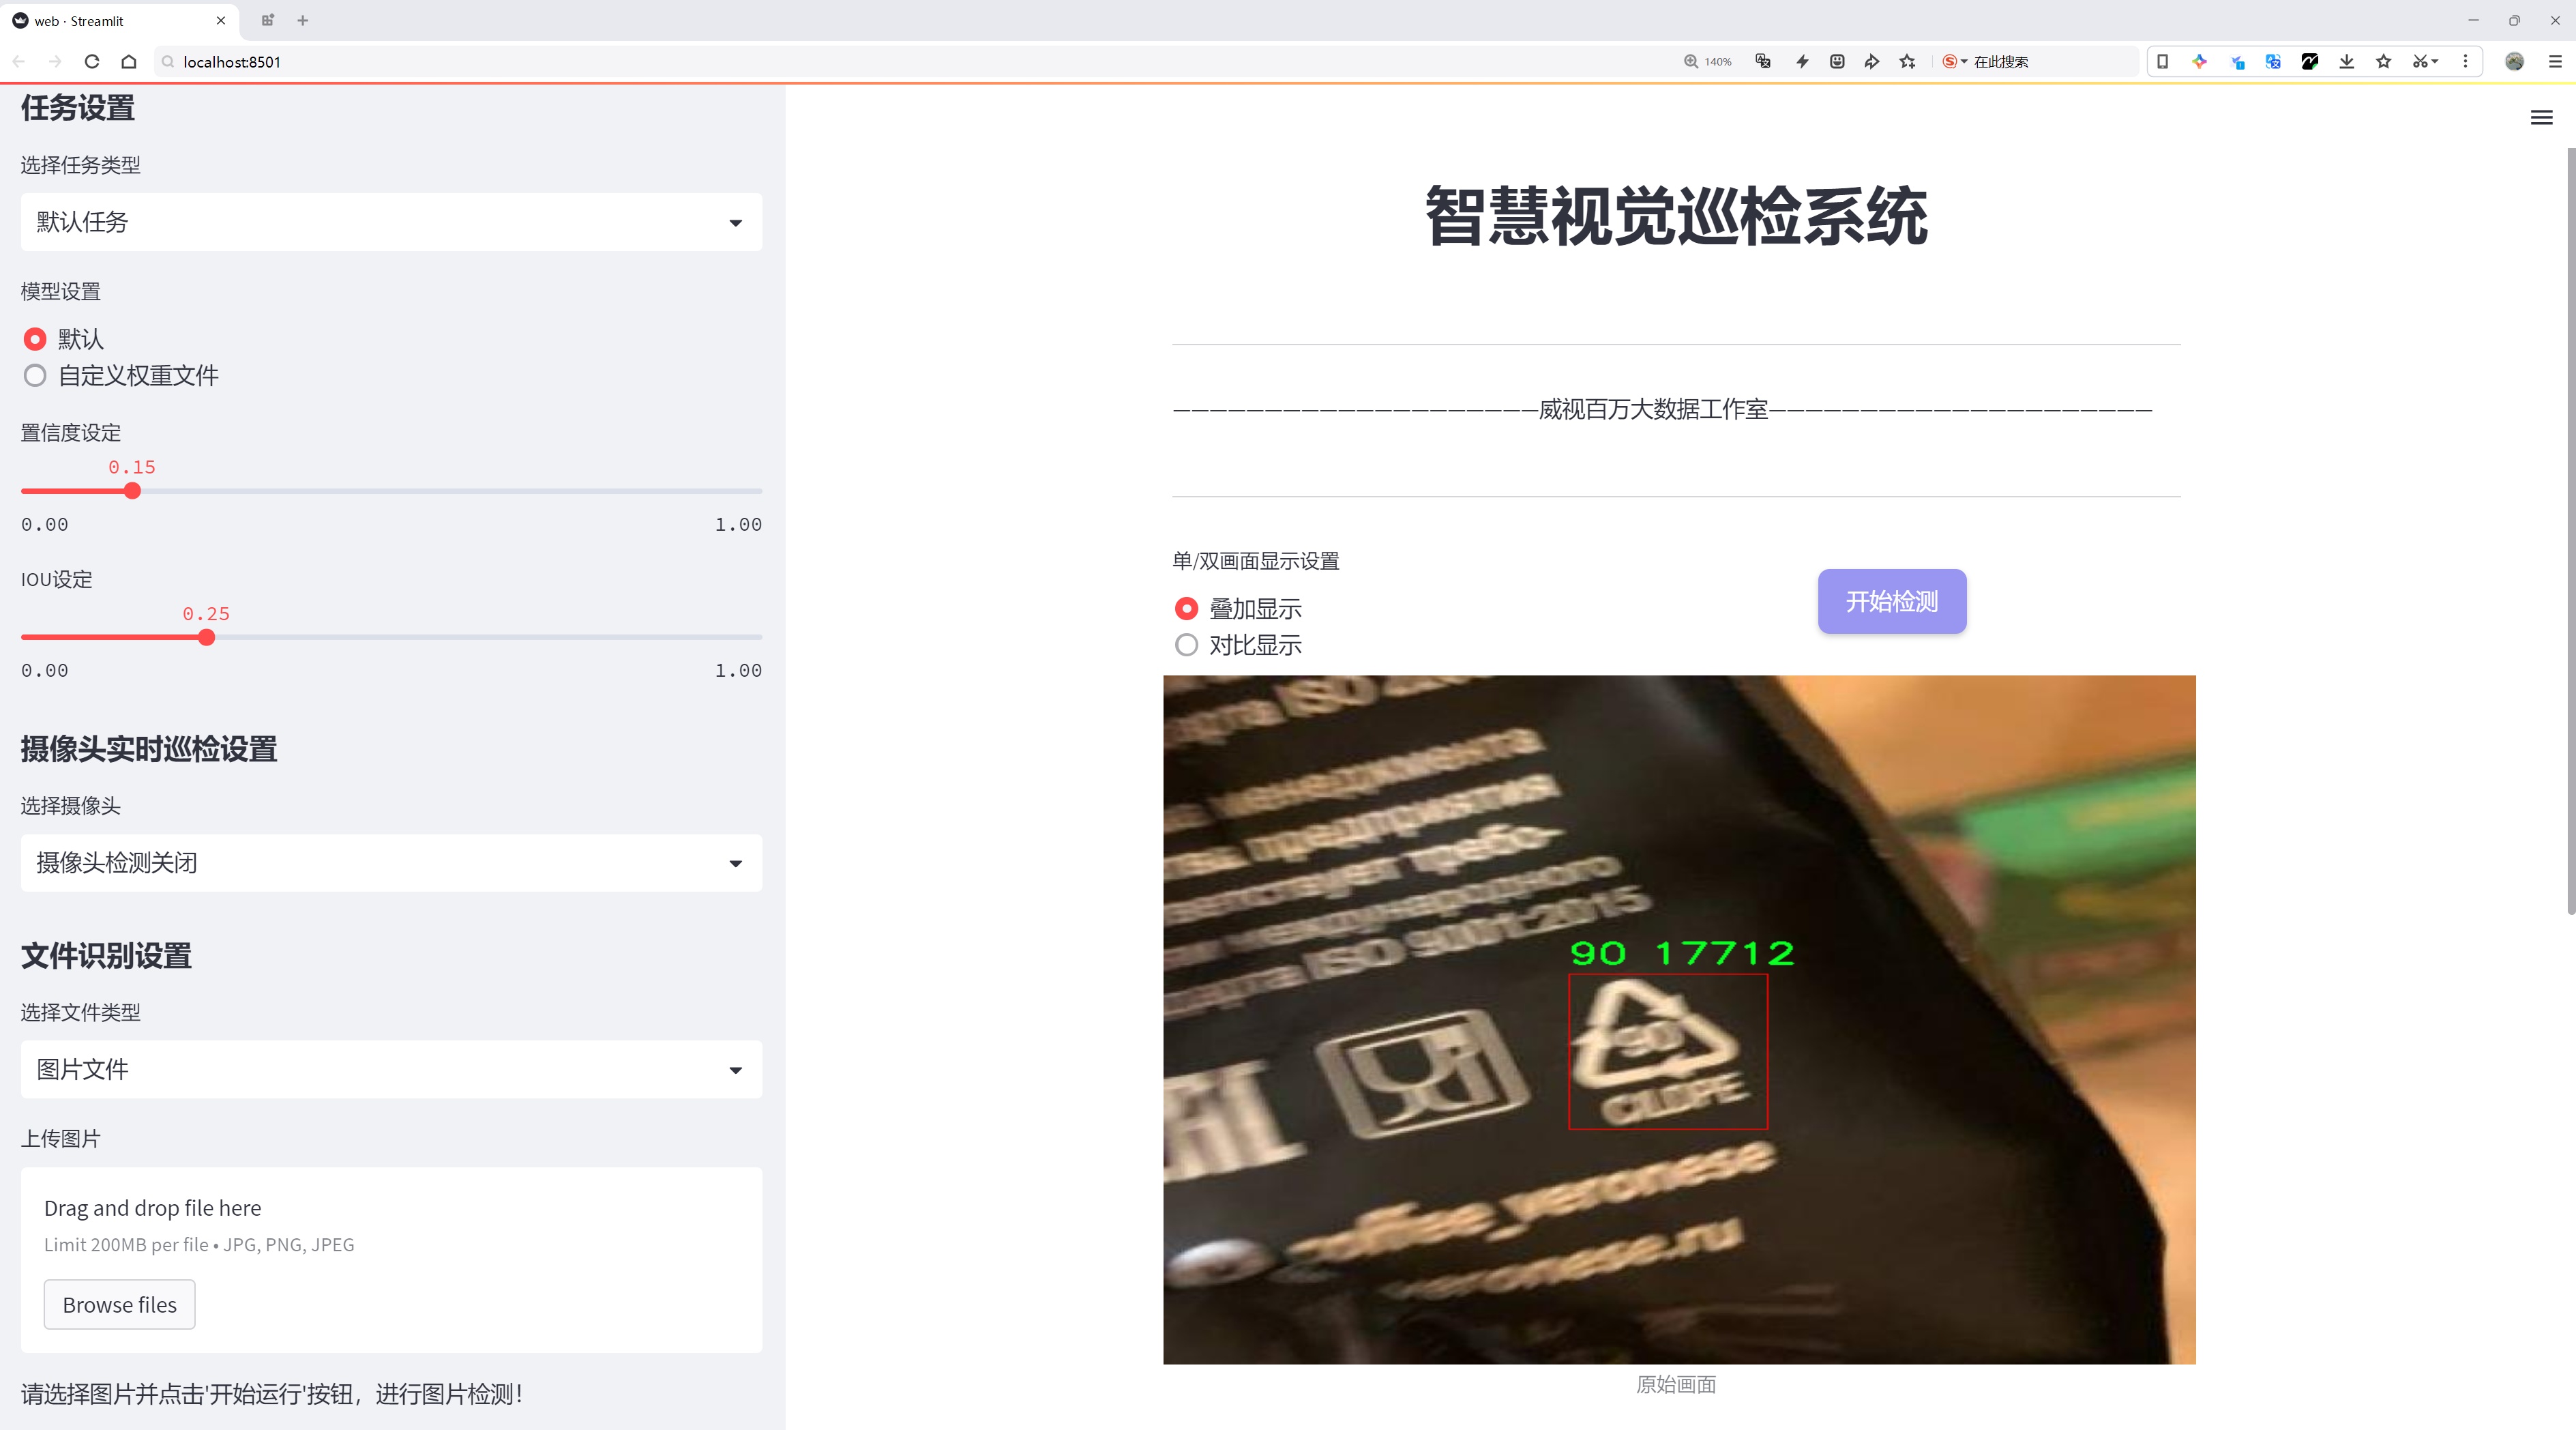 web · Streamlit
localhost:8501
140%
在此搜索
任务设置
选择任务类型
默认任务
模型设置
默认
自定义权重文件
置信度设定
0.15
0.00
1.00
IOU设定
0.25
0.00
1.00
摄像头实时巡检设置
选择摄像头
摄像头检测关闭
文件识别设置
选择文件类型
图片文件
上传图片
Drag and drop file here
Limit 200MB per file • JPG, PNG, JPEG
Browse files
请选择图片并点击'开始运行'按钮，进行图片检测！
智慧视觉巡检系统
————————————————————威视百万大数据工作室—————————————————————
单/双画面显示设置
叠加显示
对比显示
开始检测
менеджмента
предприятия
требо-
международного
ISO 9001:2015
90 17712
90
C/LDPE
coffee_veronese
veronese.ru
原始画面